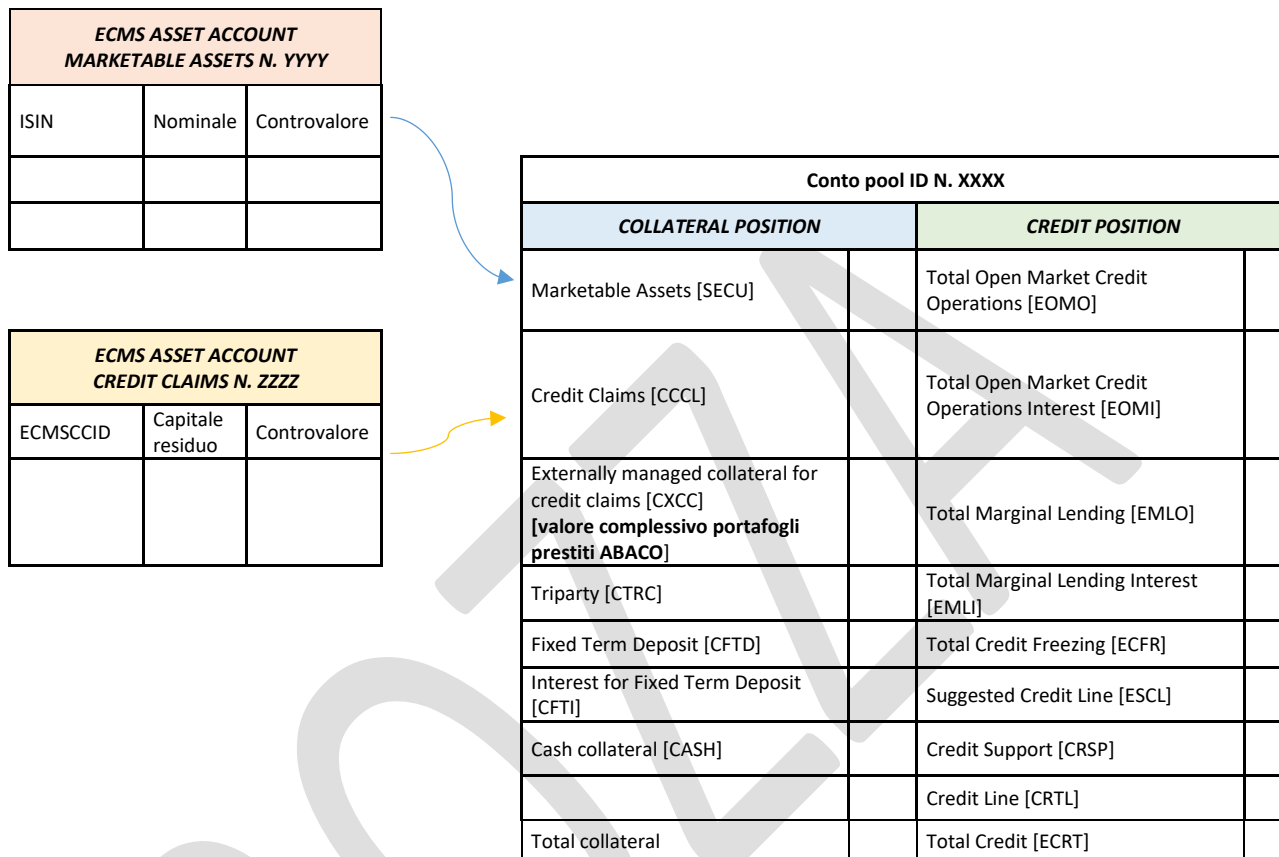 ECMS ASSET ACCOUNT
MARKETABLE ASSETS N. YYYY
ISIN
Nominale
Controvalore
ECMS ASSET ACCOUNT
CREDIT CLAIMS N. ZZZZ
ECMSCCID
Capitale
residuo
Controvalore
Conto pool ID N. XXXX
COLLATERAL POSITION
CREDIT POSITION
Marketable Assets [SECU]
Total Open Market Credit
Operations [EOMO]
Credit Claims [CCCL]
Total Open Market Credit
Operations Interest [EOMI]
Externally managed collateral for
credit claims [CXCC]
[valore complessivo portafogli
prestiti ABACO]
Total Marginal Lending [EMLO]
Triparty [CTRC]
Total Marginal Lending Interest
[EMLI]
Fixed Term Deposit [CFTD]
Total Credit Freezing [ECFR]
Interest for Fixed Term Deposit
[CFTI]
Suggested Credit Line [ESCL]
Cash collateral [CASH]
Credit Support [CRSP]
Credit Line [CRTL]
Total collateral
Total Credit [ECRT]